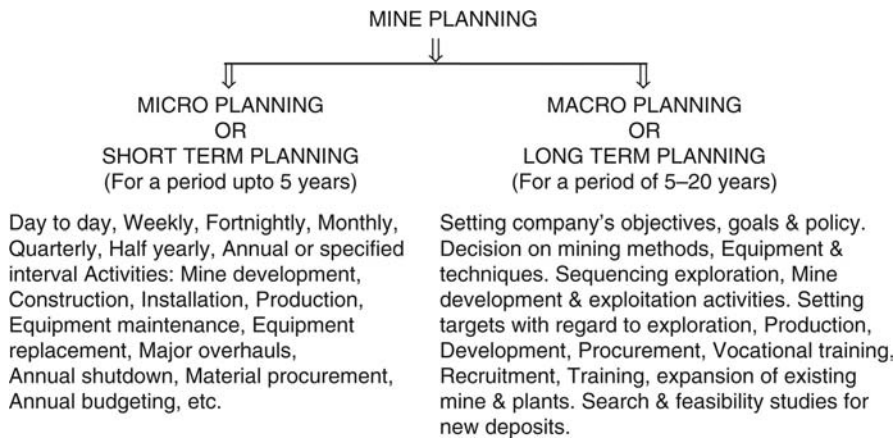 MINE PLANNING
MICRO PLANNING
OR
SHORT TERM PLANNING
(For a period upto 5 years)
Day to day, Weekly, Fortnightly, Monthly,
Quarterly, Half yearly, Annual or specified
interval Activities: Mine development,
Construction, Installation, Production,
Equipment maintenance, Equipment
replacement, Major overhauls,
Annual shutdown, Material procurement,
Annual budgeting, etc.
MACRO PLANNING
OR
LONG TERM PLANNING
(For a period of 5–20 years)
Setting company's objectives, goals & policy.
Decision on mining methods, Equipment &
techniques. Sequencing exploration, Mine
development & exploitation activities. Setting
targets with regard to exploration, Production,
Development, Procurement, Vocational training,
Recruitment, Training, expansion of existing
mine & plants. Search & feasibility studies for
new deposits.